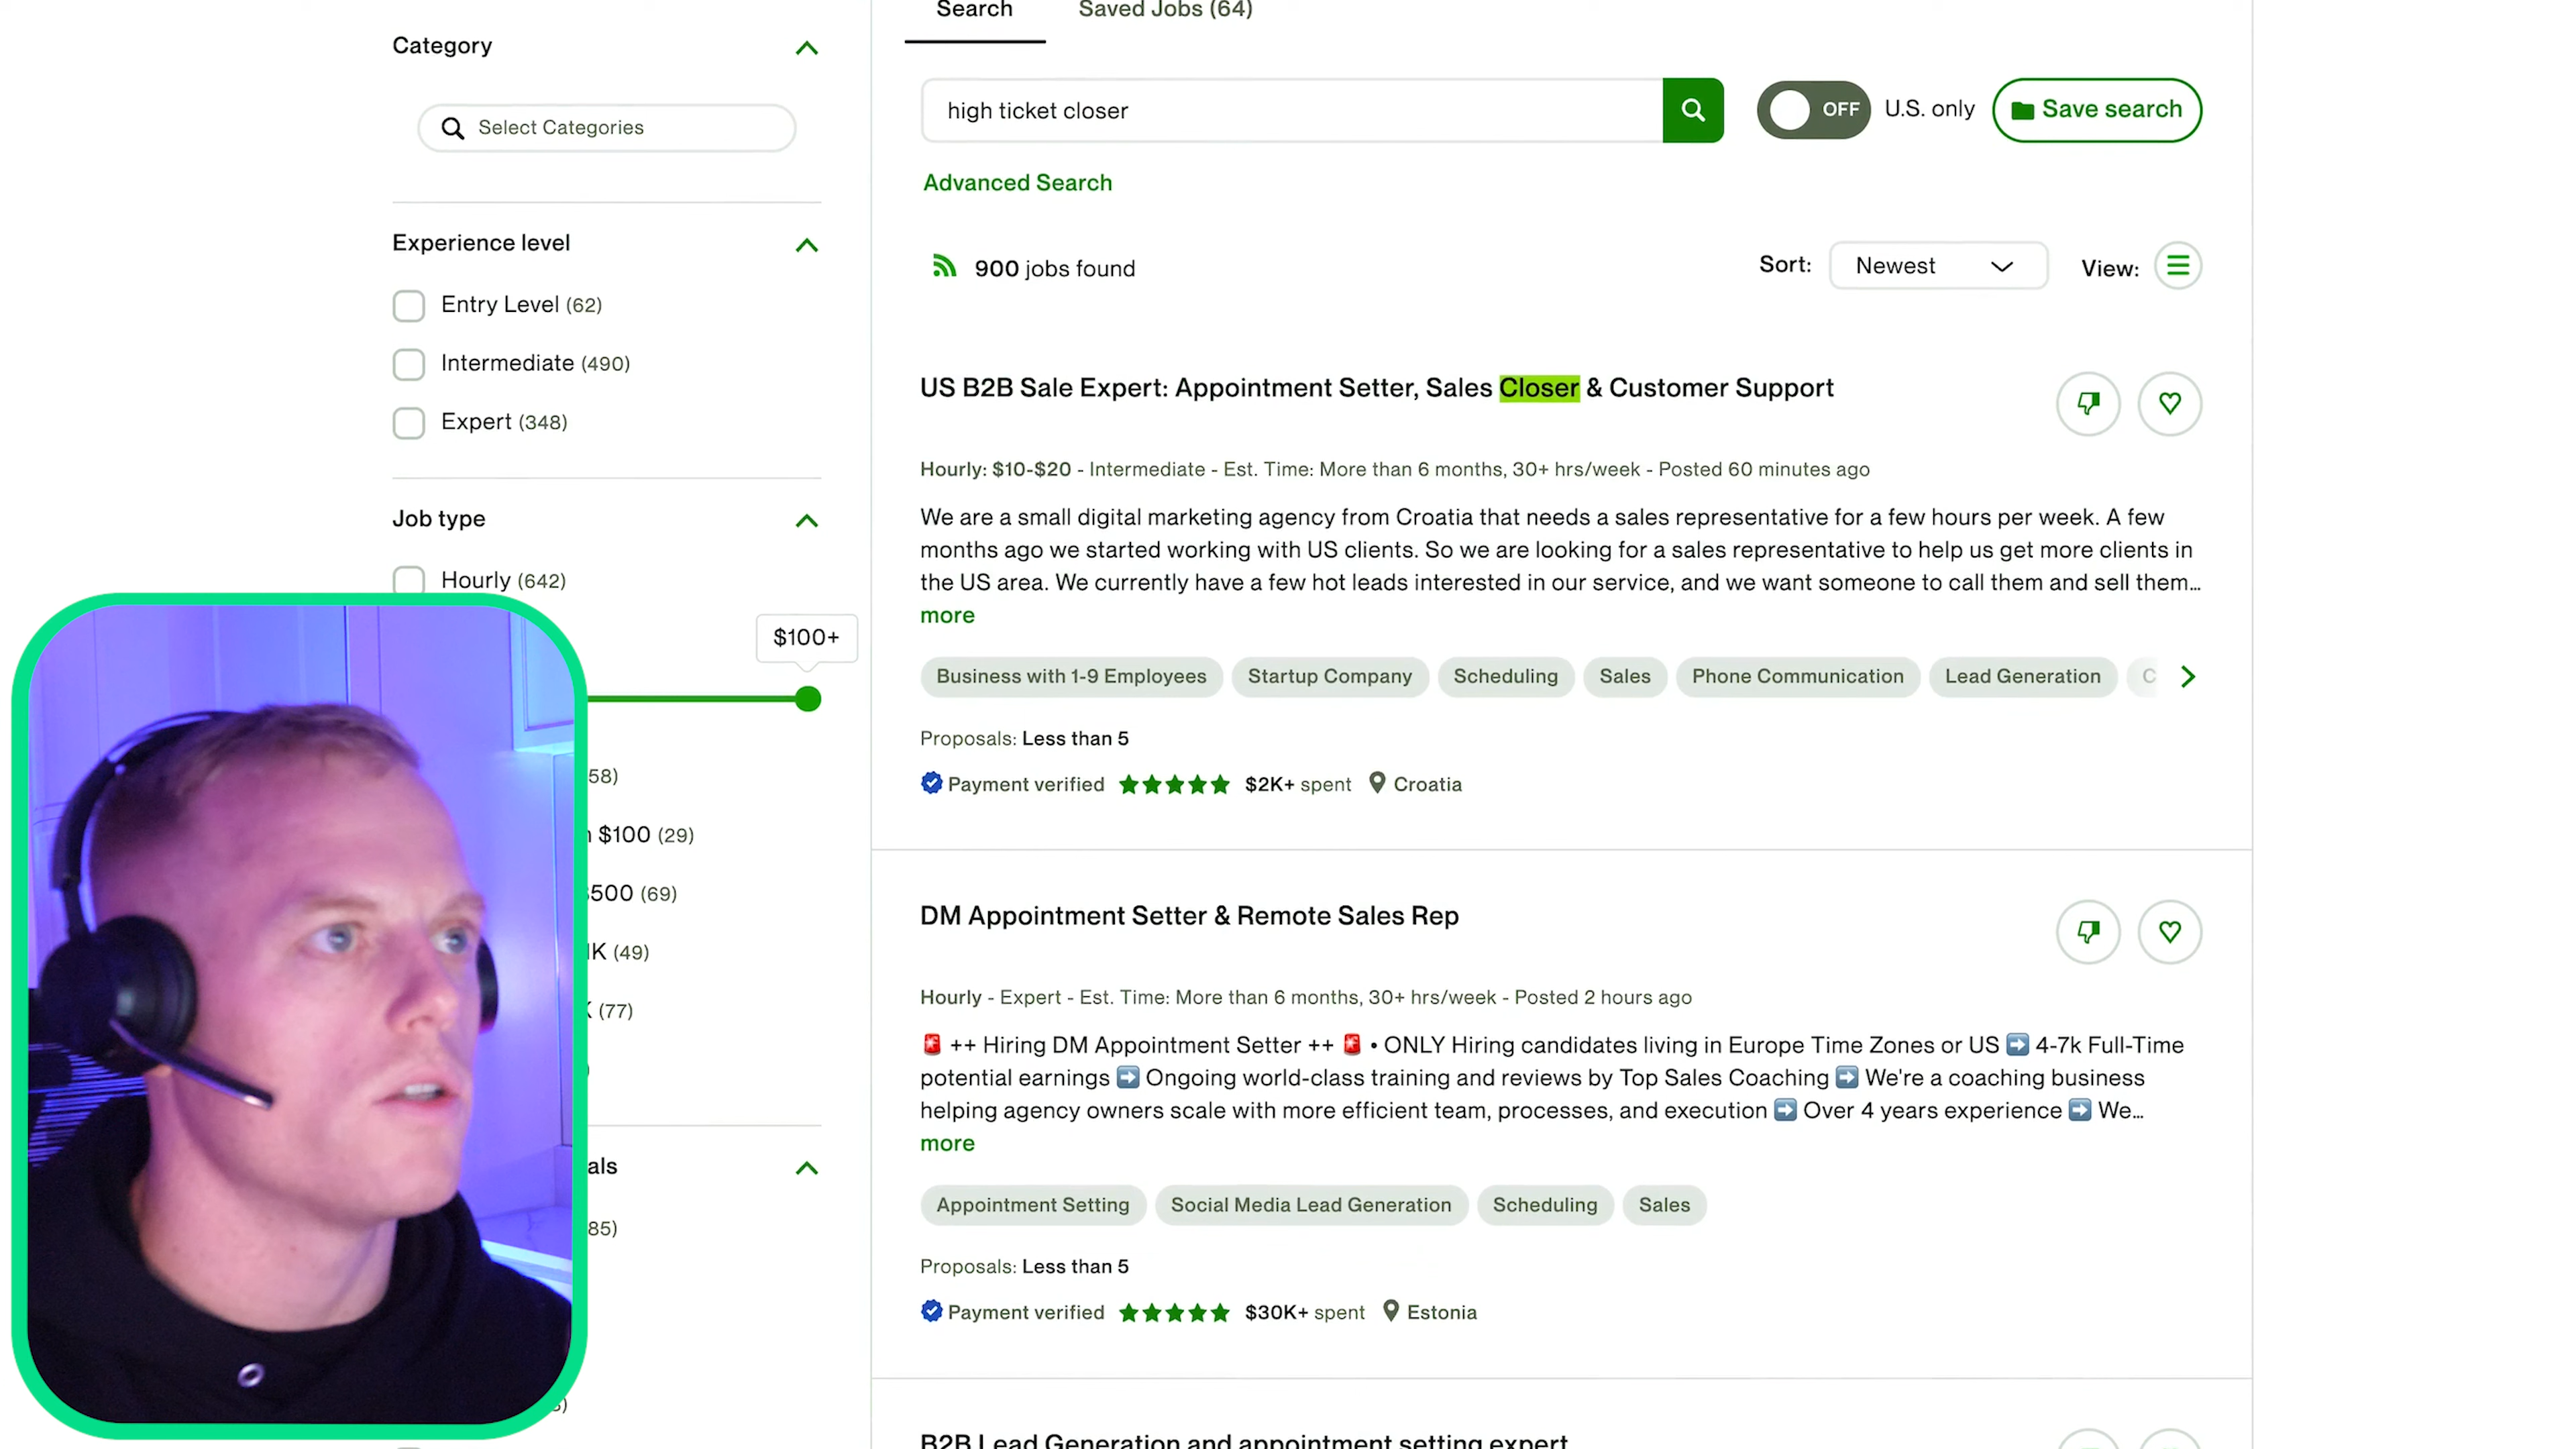 Search
Saved Jobs (64)
Category
Select Categories
Experience level
Entry Level (62)
Intermediate (490)
Expert (348)
Job type
Hourly (642)
$100+
58)
$100 (29)
500 (69)
(49)
(77)
als
85)
high ticket closer
OFF
U.S. only
Save search
Advanced Search
900 jobs found
Sort:
Newest
View:
US B2B Sale Expert: Appointment Setter, Sales Closer & Customer Support
Hourly: $10-$20 - Intermediate - Est. Time: More than 6 months, 30+ hrs/week - Posted 60 minutes ago
We are a small digital marketing agency from Croatia that needs a sales representative for a few hours per week. A few
months ago we started working with US clients. So we are looking for a sales representative to help us get more clients in
the US area. We currently have a few hot leads interested in our service, and we want someone to call them and sell them…
more
Business with 1-9 Employees
Startup Company
Scheduling
Sales
Phone Communication
Lead Generation
C
Proposals: Less than 5
Payment verified
$2K+ spent
Croatia
DM Appointment Setter & Remote Sales Rep
Hourly - Expert - Est. Time: More than 6 months, 30+ hrs/week - Posted 2 hours ago
🚨 ++ Hiring DM Appointment Setter ++ 🚨 • ONLY Hiring candidates living in Europe Time Zones or US ➡️ 4-7k Full-Time
potential earnings ➡️ Ongoing world-class training and reviews by Top Sales Coaching ➡️ We're a coaching business
helping agency owners scale with more efficient team, processes, and execution ➡️ Over 4 years experience ➡️ We…
more
Appointment Setting
Social Media Lead Generation
Scheduling
Sales
Proposals: Less than 5
Payment verified
$30K+ spent
Estonia
B2B Lead Generation and appointment setting expert